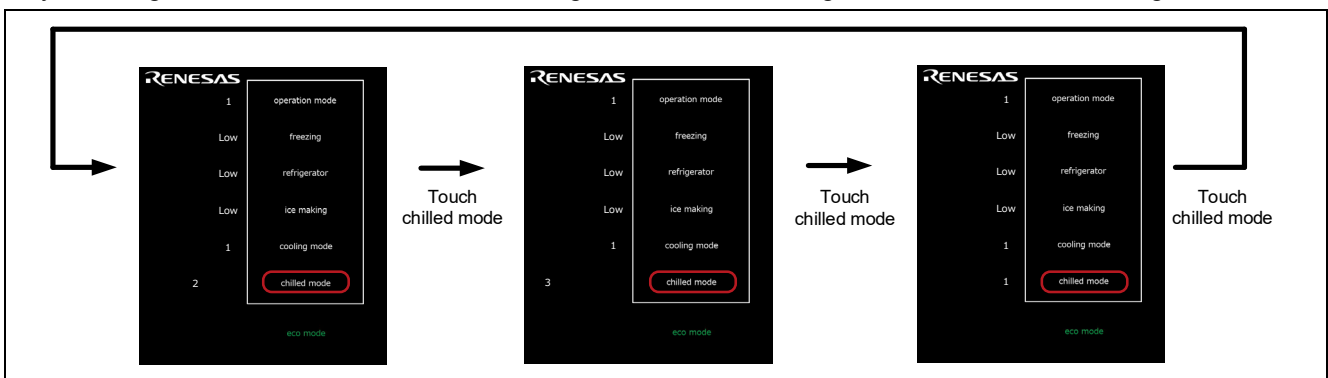 RENESAS
1 operation mode
Low freezing
Low refrigerator
Low ice making
1 cooling mode
2 chilled mode
eco mode
Touch
chilled mode
RENESAS
1 operation mode
Low freezing
Low refrigerator
Low ice making
1 cooling mode
3 chilled mode
eco mode
Touch
chilled mode
RENESAS
1 operation mode
Low freezing
Low refrigerator
Low ice making
1 cooling mode
1 chilled mode
eco mode
Touch
chilled mode